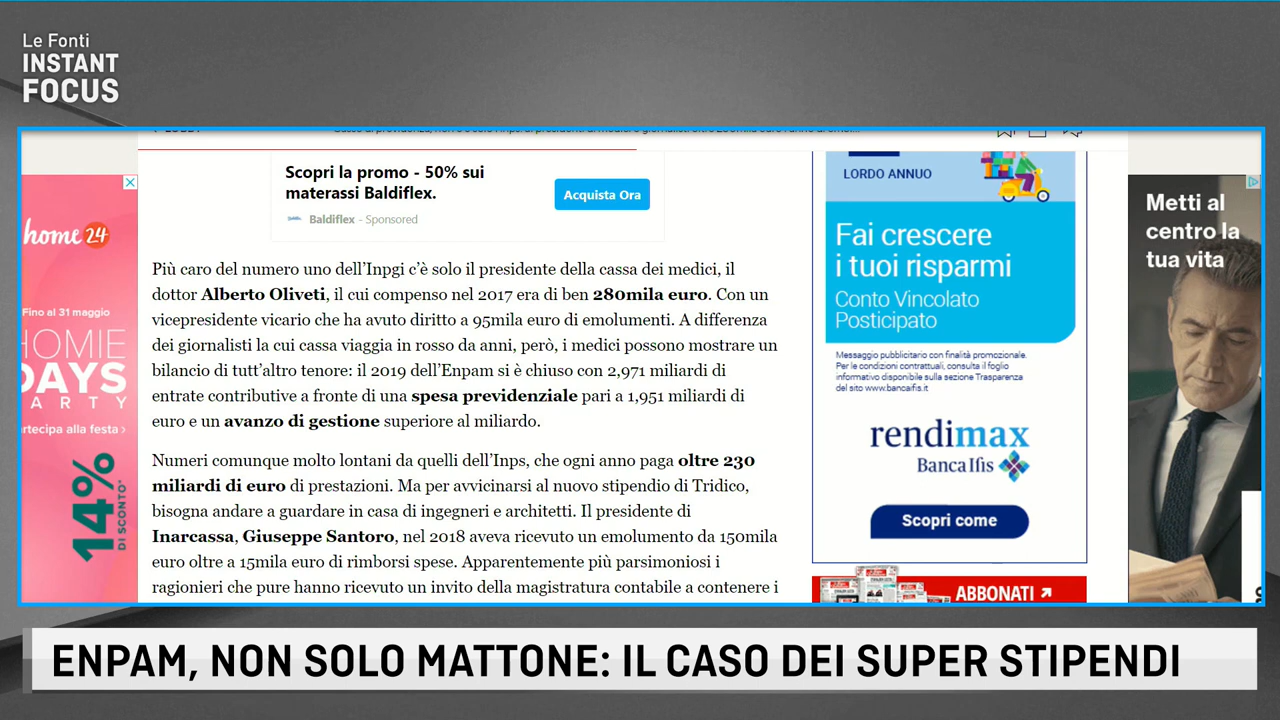 Le Fonti
INSTANT
FOCUS
Scopri la promo - 50% sui
materassi Baldiflex.
Baldiflex - Sponsored
Acquista Ora
Più caro del numero uno dell'Inpgi c'è solo il presidente della cassa dei medici, il
dottor Alberto Oliveti, il cui compenso nel 2017 era di ben 280mila euro. Con un
vicepresidente vicario che ha avuto diritto a 95mila euro di emolumenti. A differenza
dei giornalisti la cui cassa viaggia in rosso da anni, però, i medici possono mostrare un
bilancio di tutt'altro tenore: il 2019 dell'Enpam si è chiuso con 2,971 miliardi di
entrate contributive a fronte di una spesa previdenziale pari a 1,951 miliardi di
euro e un avanzo di gestione superiore al miliardo.
Numeri comunque molto lontani da quelli dell'Inps, che ogni anno paga oltre 230
miliardi di euro di prestazioni. Ma per avvicinarsi al nuovo stipendio di Tridico,
bisogna andare a guardare in casa di ingegneri e architetti. Il presidente di
Inarcassa, Giuseppe Santoro, nel 2018 aveva ricevuto un emolumento da 150mila
euro oltre a 15mila euro di rimborsi spese. Apparentemente più parsimoniosi i
che pure hanno ricevuto un invito della magistratura contabile a contenere i
home24
Fino al 31 maggio
HOMIE
DAYS
PARTY
rtecipa alla festa >
14%
DI SCONTO*
LORDO ANNUO
Fai crescere
i tuoi risparmi
Conto Vincolato
Posticipato
Messaggio pubblicitario con finalità promozionale.
Per le condizioni contrattuali, consulta il foglio
informativo disponibile sulla sezione Trasparenza
del sito www.bancaifis.it
rendimax
Banca Ifis
Scopri come
ABBONATI
Metti al
centro la
tua vita
ENPAM, NON SOLO MATTONE: IL CASO DEI SUPER STIPENDI